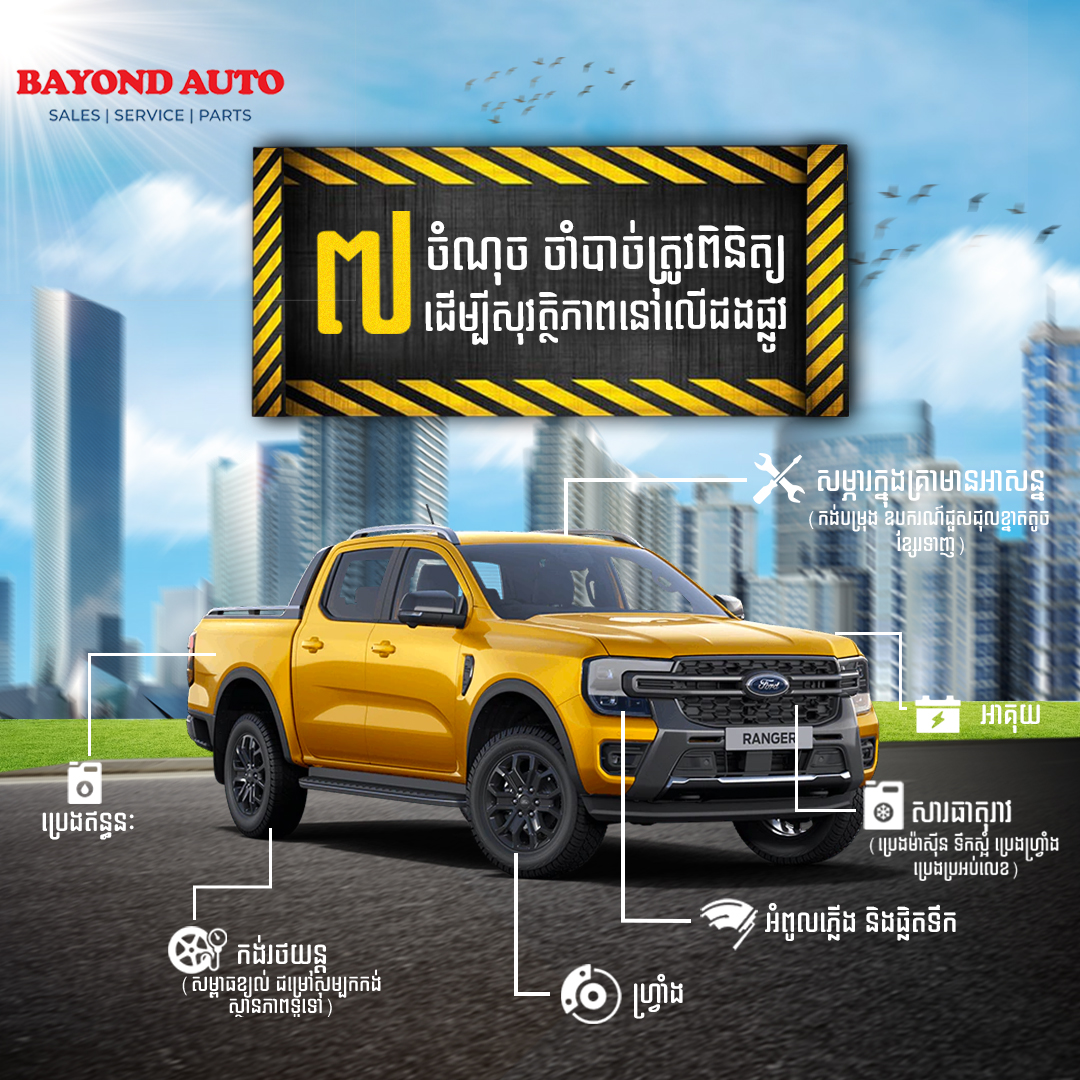 BAYOND AUTO
SALES | SERVICE | PARTS
៧
ចំណុច ចាំបាច់ត្រូវពិនិត្យ
ដើម្បីសុវត្ថិភាពនៅលើដងផ្លូវ
សម្ភារក្នុងគ្រាមានអាសន្ន
( កង់បម្រុង ឧបករណ៍ជួសជុលខ្នាតតូច
ខ្សែរទាញ )
អាគុយ
Ford
RANGER
ប្រេងឥន្ធនៈ
សារធាតុរាវ
( ប្រេងម៉ាស៊ីន ទឹកស្អំ ប្រេងហ្វ្រាំង
ប្រេងប្រអប់លេខ )
អំពូលភ្លើង និងផ្លិតទឹក
កង់រថយន្ត
( សម្ពាធខ្យល់ ជម្រៅសម្បកកង់
ស្ថានភាពទូទៅ )
ហ្វ្រាំង